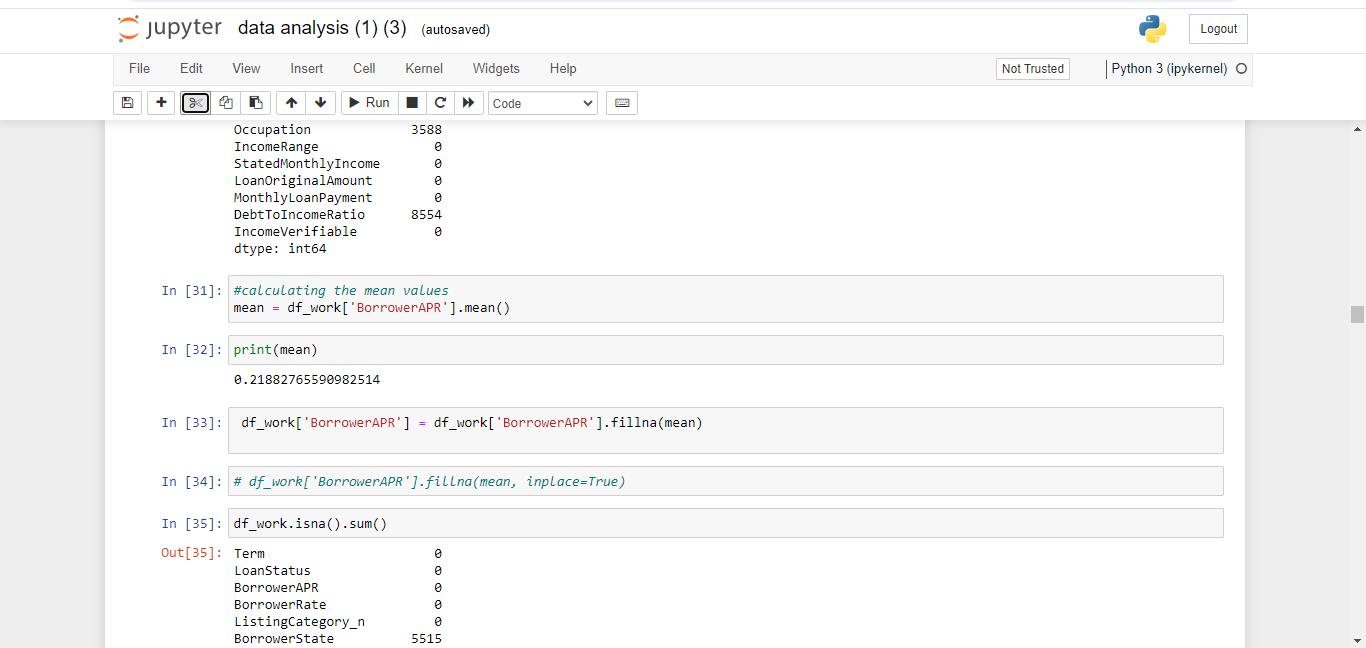 jupyter data analysis (1) (3) (autosaved) Logout
File Edit View Insert Cell Kernel Widgets Help Not Trusted Python 3 (ipykernel)
Run Code
Occupation 3588
IncomeRange 0
StatedMonthlyIncome 0
LoanOriginalAmount 0
MonthlyLoanPayment 0
DebtToIncomeRatio 8554
IncomeVerifiable 0
dtype: int64
In [31]: #calculating the mean values
mean = df_work['BorrowerAPR'].mean()
In [32]: print(mean)
0.21882765590982514
In [33]: df_work['BorrowerAPR'] = df_work['BorrowerAPR'].fillna(mean)
In [34]: # df_work['BorrowerAPR'].fillna(mean, inplace=True)
In [35]: df_work.isna().sum()
Out[35]: Term 0
LoanStatus 0
BorrowerAPR 0
BorrowerRate 0
ListingCategory_n 0
BorrowerState 5515